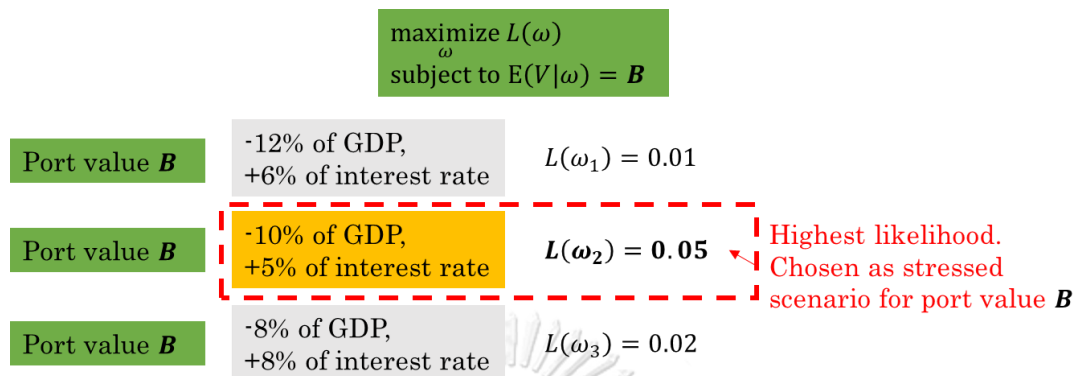 maximize L(ω)
ω
subject to E(V|ω) = B
Port value B
-12% of GDP,
+6% of interest rate
L(ω₁) = 0.01
Port value B
-10% of GDP,
+5% of interest rate
L(ω₂) = 0.05
Highest likelihood.
Chosen as stressed
scenario for port value B
Port value B
-8% of GDP,
+8% of interest rate
L(ω₃) = 0.02